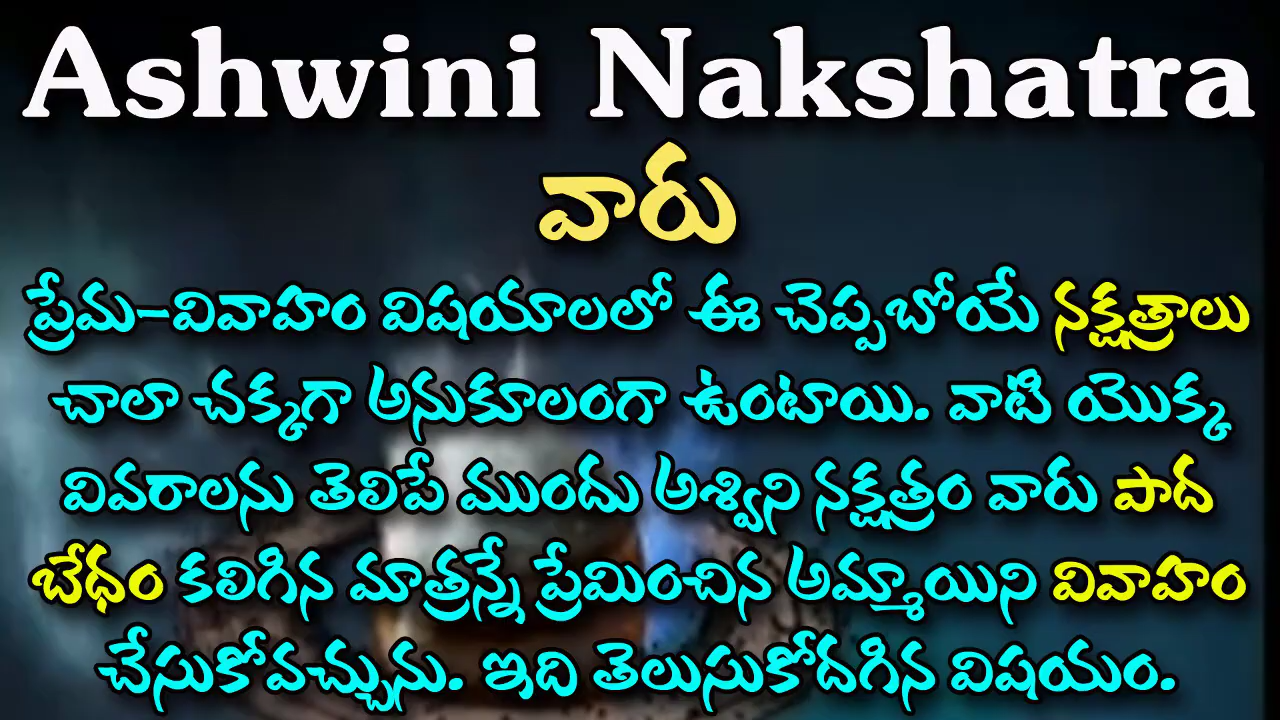 Ashwini Nakshatra
వారు
ప్రేమ-వివాహం విషయాలలో ఈ చెప్పబోయే నక్షత్రాలు
చాలా చక్కగా అనుకూలంగా ఉంటాయి. వాటి యొక్క
వివరాలను తెలిపే ముందు అశ్విని నక్షత్రం వారు పాద
బేధం కలిగిన మాత్రన్నే ప్రేమించిన అమ్మాయిని వివాహం
చేసుకోవచ్చును. ఇది తెలుసుకోదగిన విషయం.